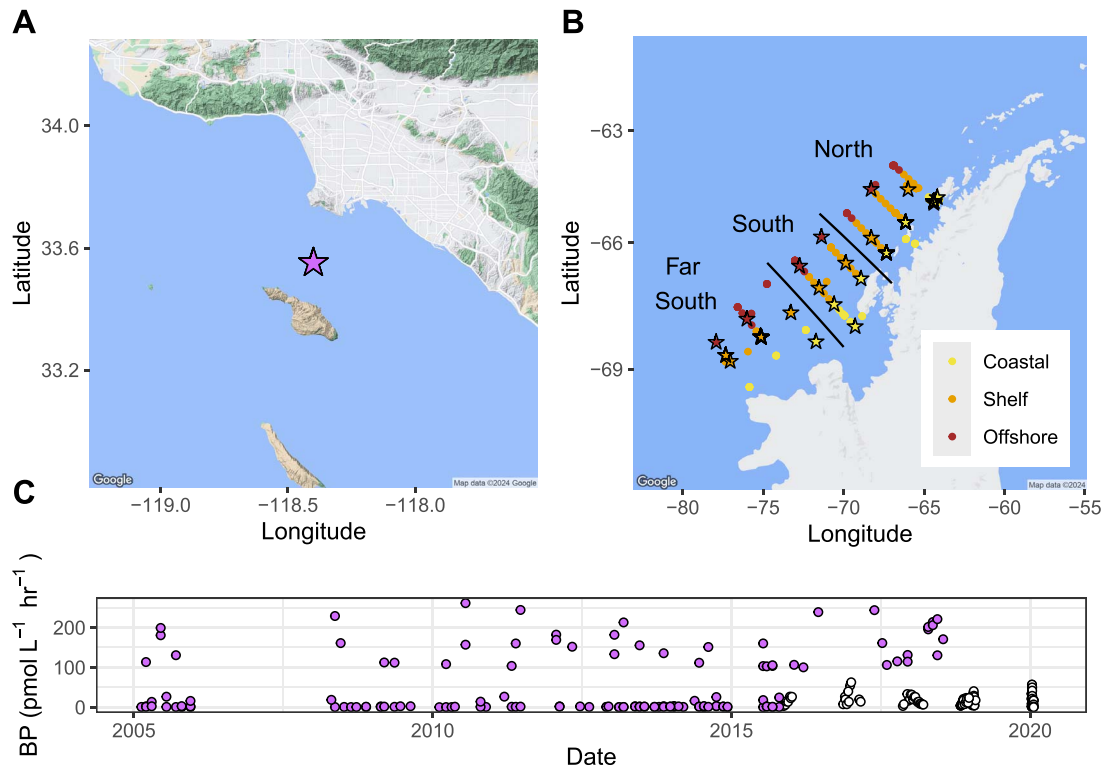 A
34.0
33.6
33.2
Latitude
Google
Map data ©2024 Google
−119.0
−118.5
−118.0
Longitude
B
−63
−66
−69
Latitude
North
South
Far
South
Coastal
Shelf
Offshore
Google
Map data ©2024
−80
−75
−70
−65
−60
−55
Longitude
C
BP (pmol L−1 hr−1 )
200
100
0
2005
2010
2015
2020
Date